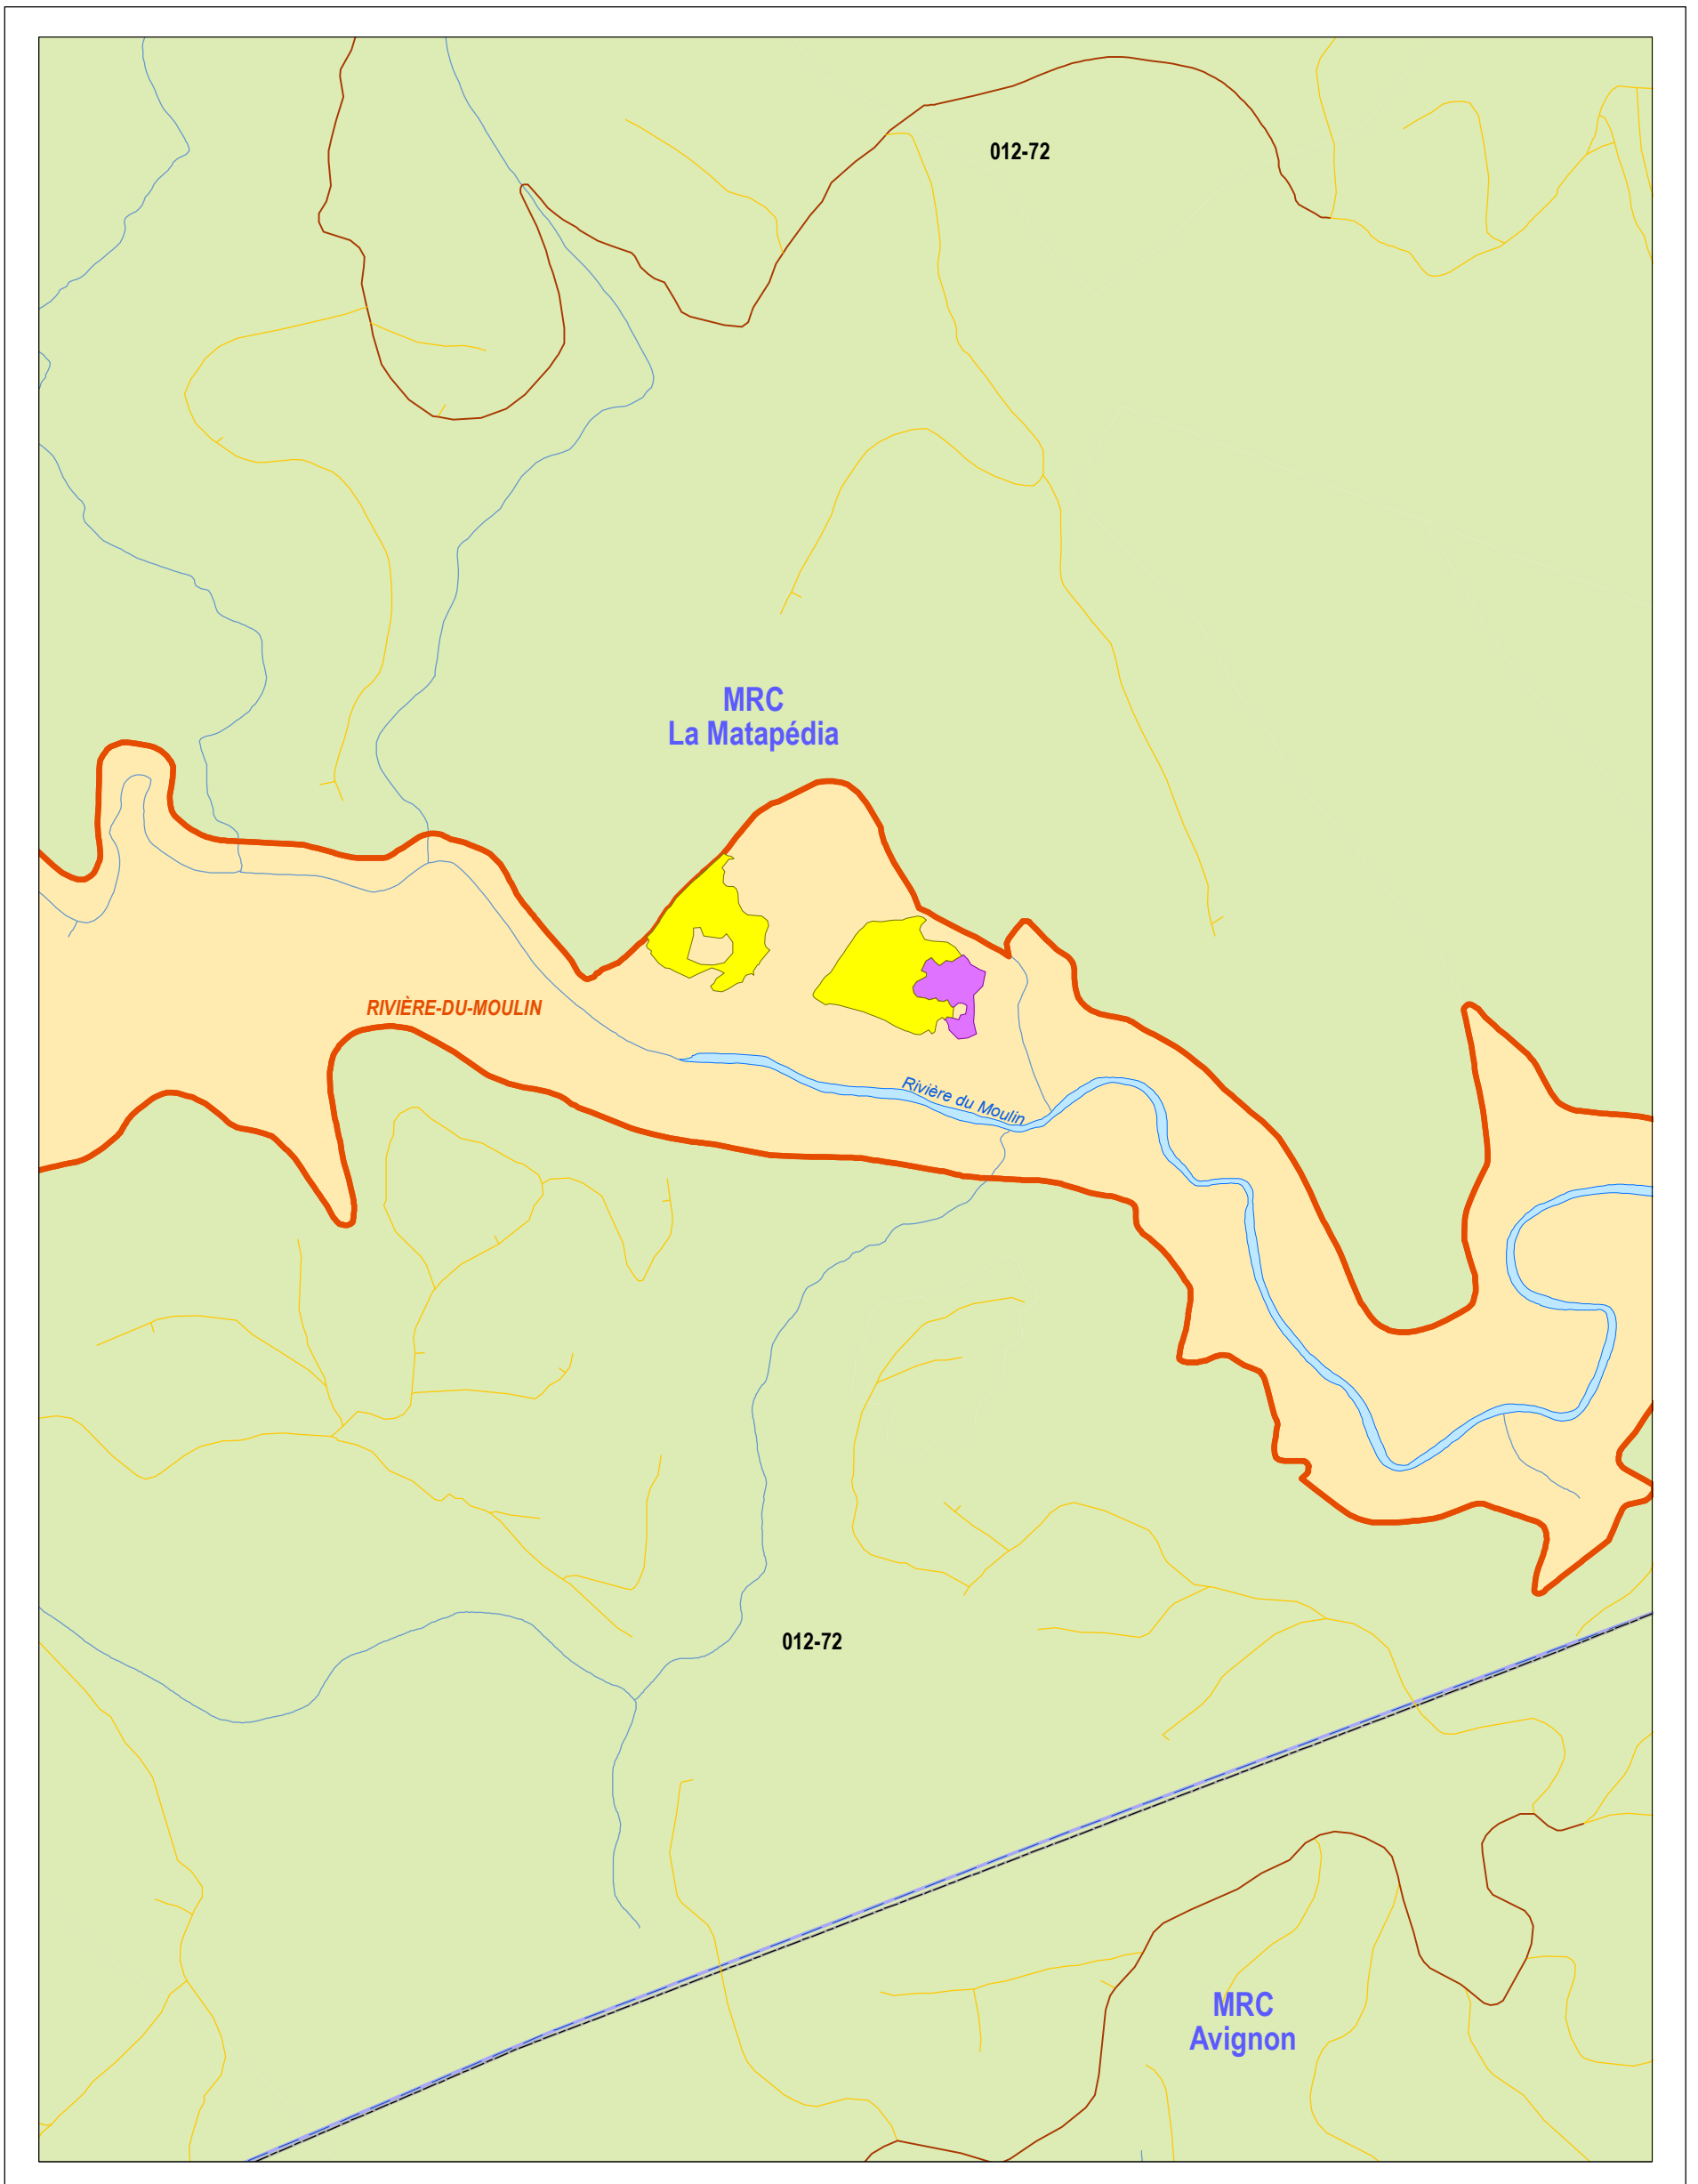 012-72
MRC
La Matapédia
RIVIÈRE-DU-MOULIN
Rivière du Moulin
012-72
MRC
Avignon